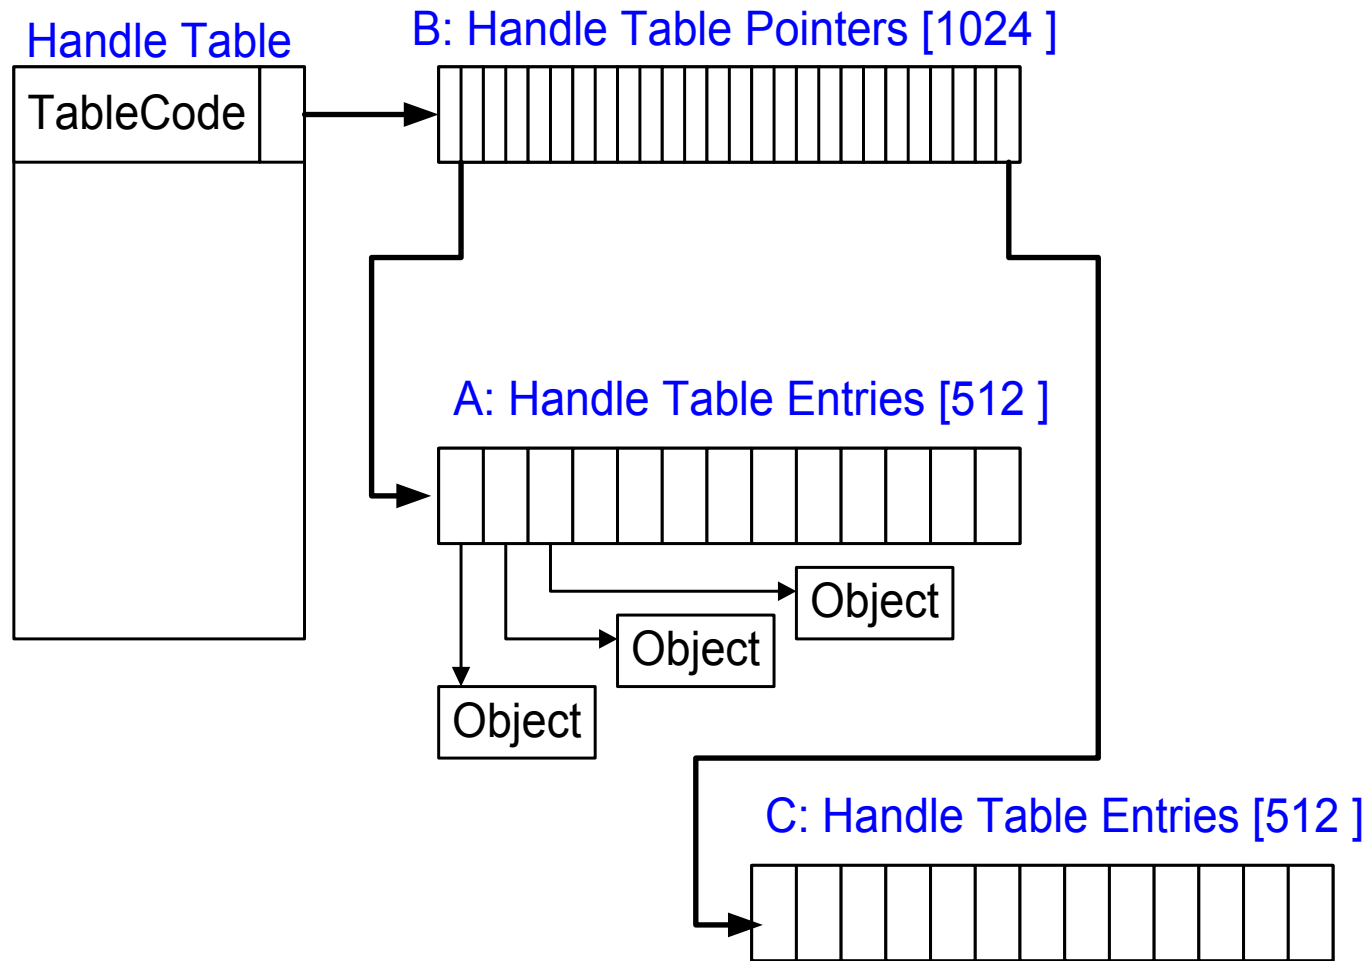 Handle Table
B: Handle Table Pointers [1024 ]
TableCode
A: Handle Table Entries [512 ]
Object
Object
Object
C: Handle Table Entries [512 ]